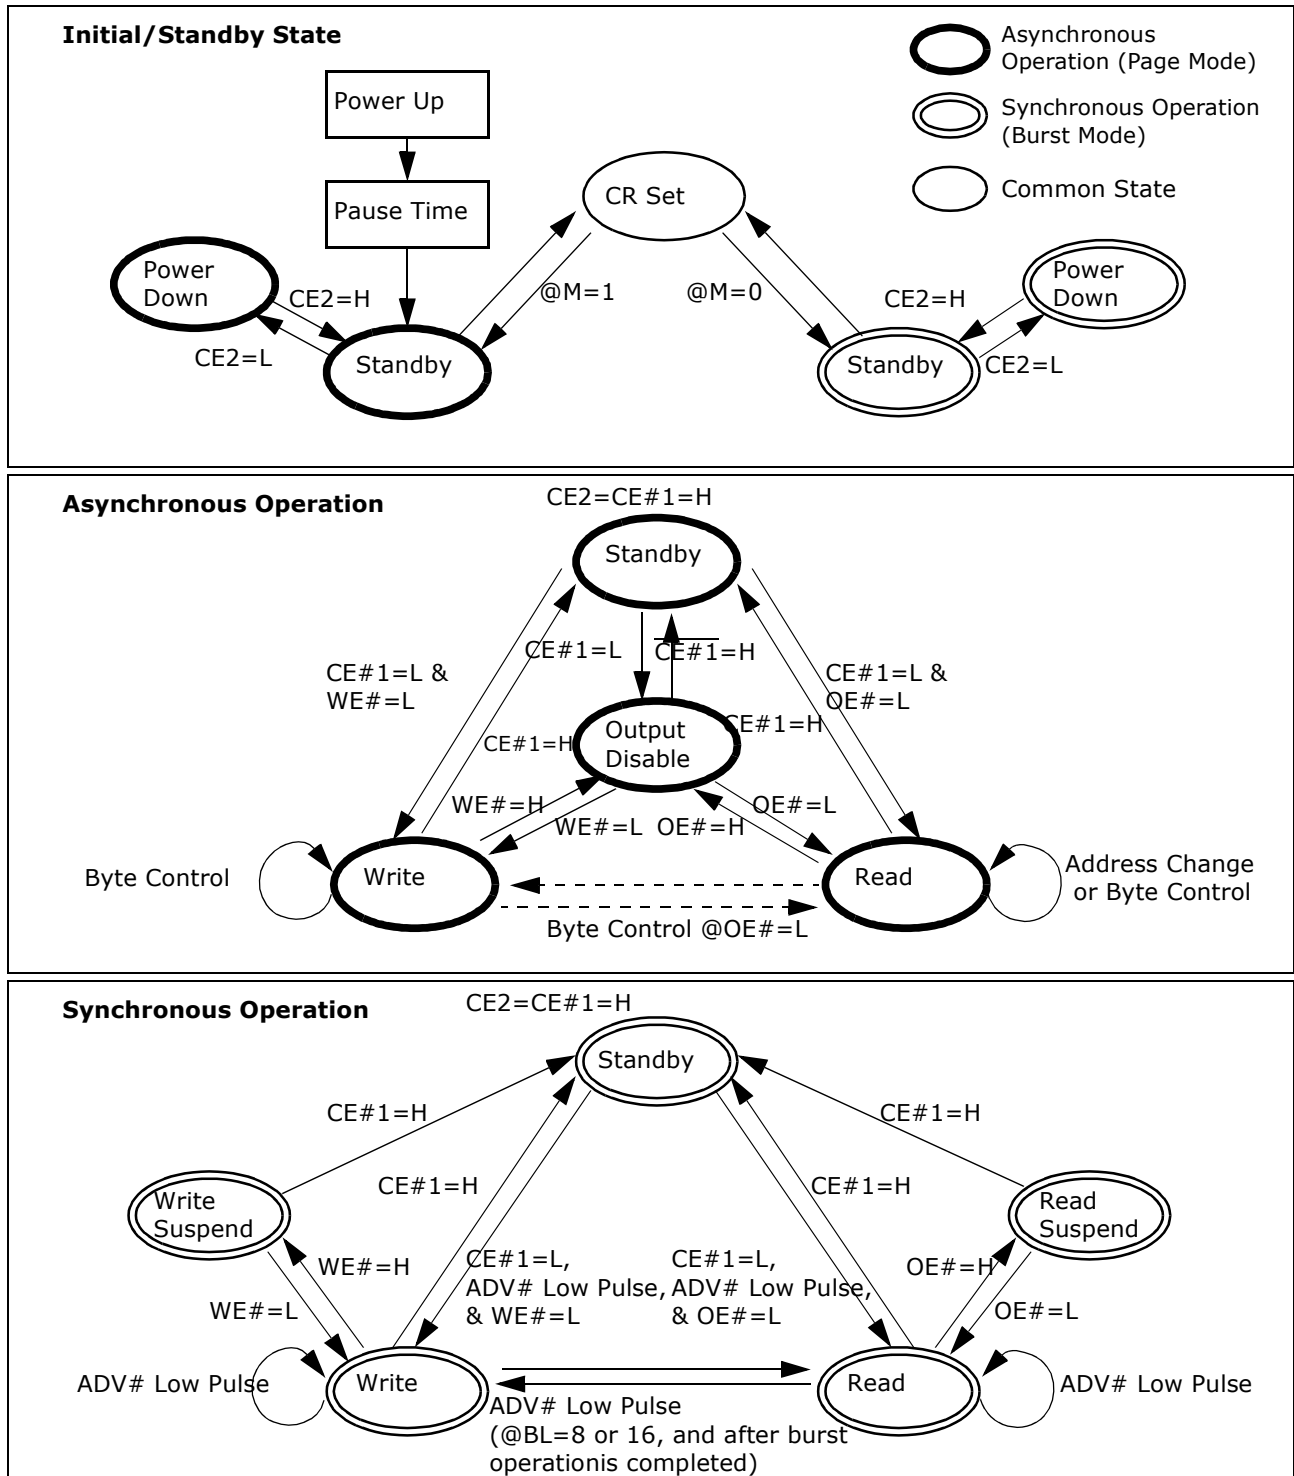 Initial/Standby State
Asynchronous
Operation (Page Mode)
Power Up
Synchronous Operation
(Burst Mode)
CR Set
Common State
Pause Time
Power
Down
CE2=H
@M=1
@M=0
CE2=H
Power
Down
CE2=L
Standby
Standby
CE2=L
Asynchronous Operation
CE2=CE#1=H
Standby
CE#1=L
CE#1=H
CE#1=L &
WE#=L
CE#1=L &
OE#=L
CE#1=H
Output
Disable
CE#1=H
WE#=H
WE#=L
OE#=H
OE#=L
Byte Control
Write
Read
Address Change
or Byte Control
Byte Control @OE#=L
Synchronous Operation
CE2=CE#1=H
Standby
CE#1=H
CE#1=H
Write
Suspend
CE#1=H
CE#1=H
Read
Suspend
WE#=H
CE#1=L,
ADV# Low Pulse,
& WE#=L
CE#1=L,
ADV# Low Pulse,
& OE#=L
OE#=H
WE#=L
OE#=L
ADV# Low Pulse
Write
Read
ADV# Low Pulse
ADV# Low Pulse
(@BL=8 or 16, and after burst
operationis completed)